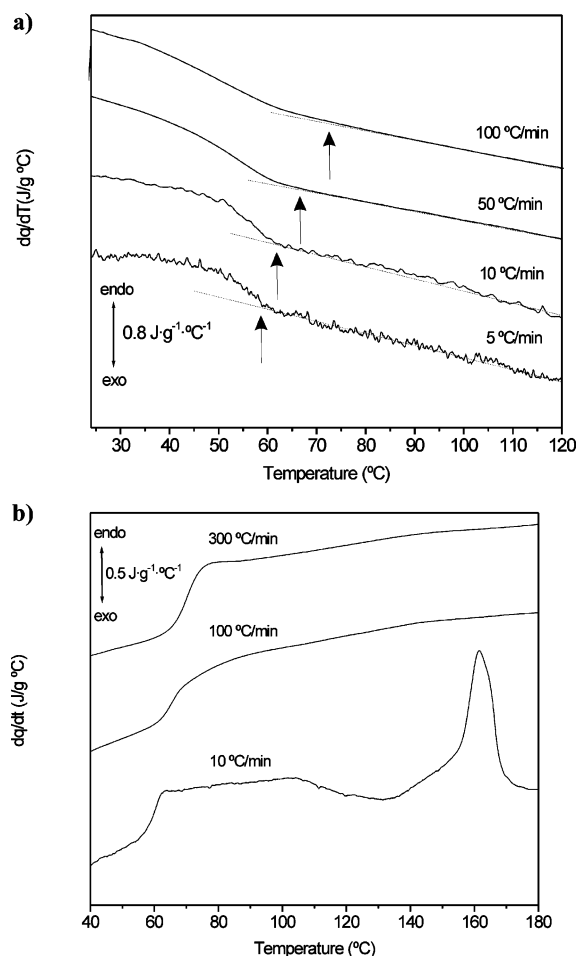 a)
dq/dT(J/g ºC)
100 ºC/min
50 ºC/min
10 ºC/min
5 ºC/min
endo
0.8 J·g-1·ºC-1
exo
30 40 50 60 70 80 90 100 110 120
Temperature (ºC)
b)
endo
0.5 J·g-1·ºC-1
exo
300 ºC/min
100 ºC/min
10 ºC/min
dq/dt (J/g ºC)
40 60 80 100 120 140 160 180
Temperature (ºC)